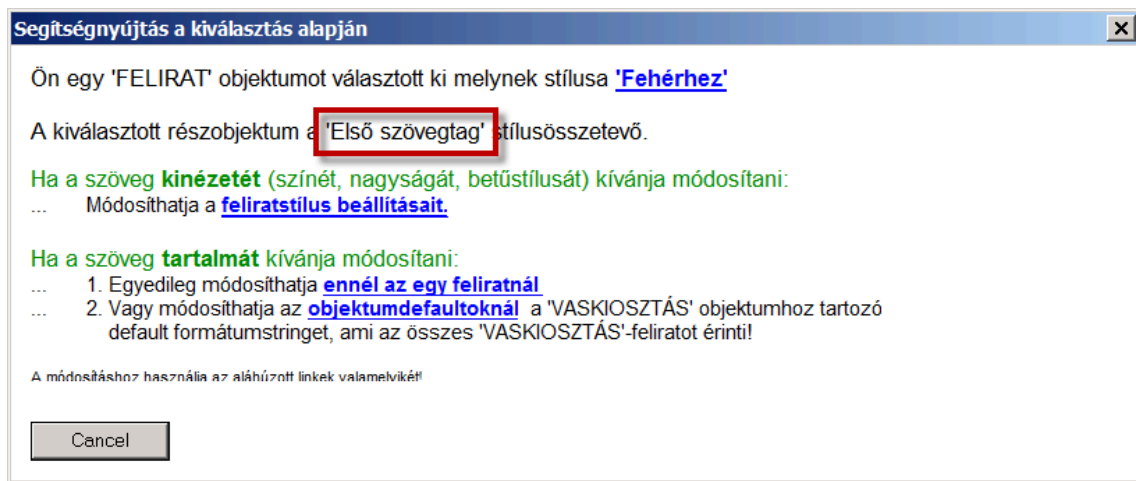 Segítségnyújtás a kiválasztás alapján
Ön egy 'FELIRAT' objektumot választott ki melynek stílusa 'Fehérhez'
A kiválasztott részobjektum a 'Első szövegtag' stílusösszetevő.
Ha a szöveg kinézetét (színét, nagyságát, betűstílusát) kívánja módosítani:
... Módosíthatja a feliratstílus beállításait.
Ha a szöveg tartalmát kívánja módosítani:
... 1. Egyedileg módosíthatja ennél az egy feliratnál
... 2. Vagy módosíthatja az objektumdefaultoknál a 'VASKIOSZTÁS' objektumhoz tartozó
default formátumstringet, ami az összes 'VASKIOSZTÁS'-feliratot érinti!
A módosításhoz használja az aláhúzott linkek valamelyikét!
Cancel